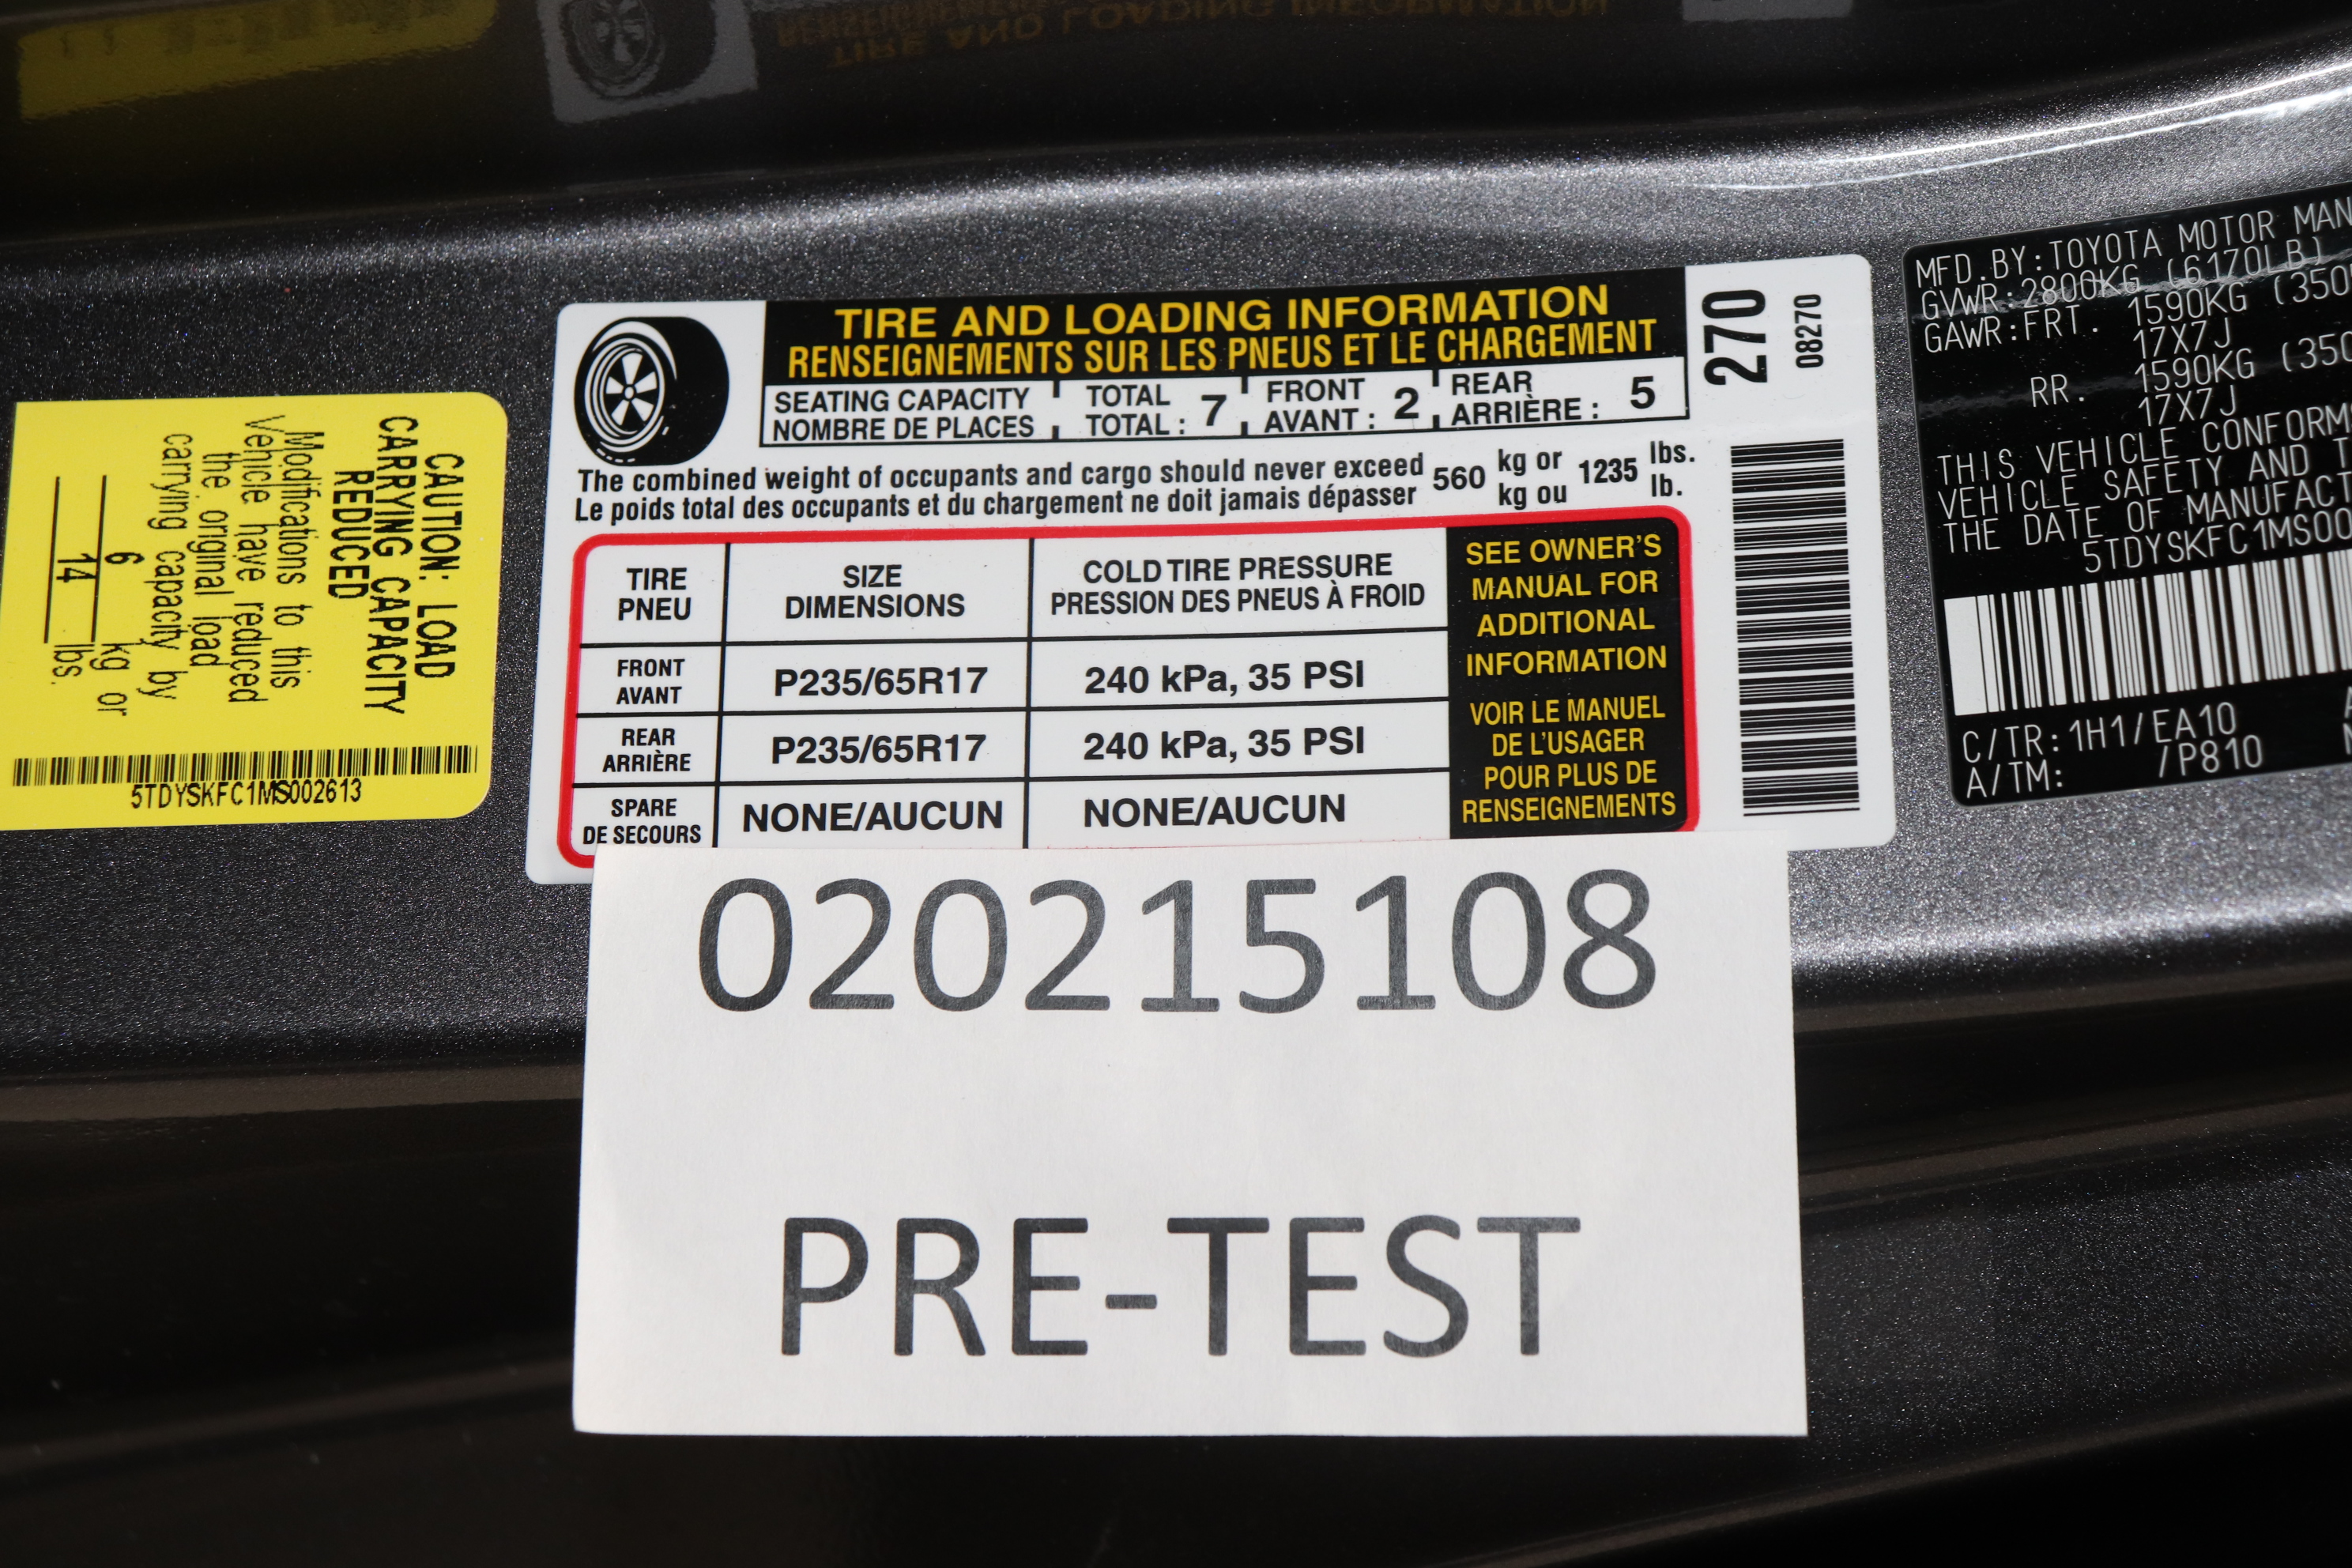 CAUTION: LOAD
CARRYING CAPACITY
REDUCED
Modifications to this
vehicle have reduced
the original load
carrying capacity by
6 kg or
14 lbs.
5TDYSKFC1MS002613
TIRE AND LOADING INFORMATION
RENSEIGNEMENTS SUR LES PNEUS ET LE CHARGEMENT
SEATING CAPACITY TOTAL FRONT REAR
NOMBRE DE PLACES TOTAL : 7 AVANT : 2 ARRIÈRE : 5
270
08270
The combined weight of occupants and cargo should never exceed 560 kg or 1235 lbs.
Le poids total des occupants et du chargement ne doit jamais dépasser kg ou lb.
TIRE SIZE COLD TIRE PRESSURE
PNEU DIMENSIONS PRESSION DES PNEUS À FROID
FRONT
AVANT P235/65R17 240 kPa, 35 PSI
REAR
ARRIÈRE P235/65R17 240 kPa, 35 PSI
SPARE
DE SECOURS NONE/AUCUN NONE/AUCUN
SEE OWNER'S
MANUAL FOR
ADDITIONAL
INFORMATION
VOIR LE MANUEL
DE L'USAGER
POUR PLUS DE
RENSEIGNEMENTS
MFD.BY:TOYOTA MOTOR MAN
GVWR:2800KG (6170LB)
GAWR:FRT. 1590KG (350
17X7J
RR. 1590KG (350
17X7J
THIS VEHICLE CONFORM
VEHICLE SAFETY AND
THE DATE OF MANUFACT
5TDYSKFC1MS00
C/TR:1H1/EA10
A/TM: /P810
020215108
PRE-TEST
TIRE AND LOADING INFORMATION